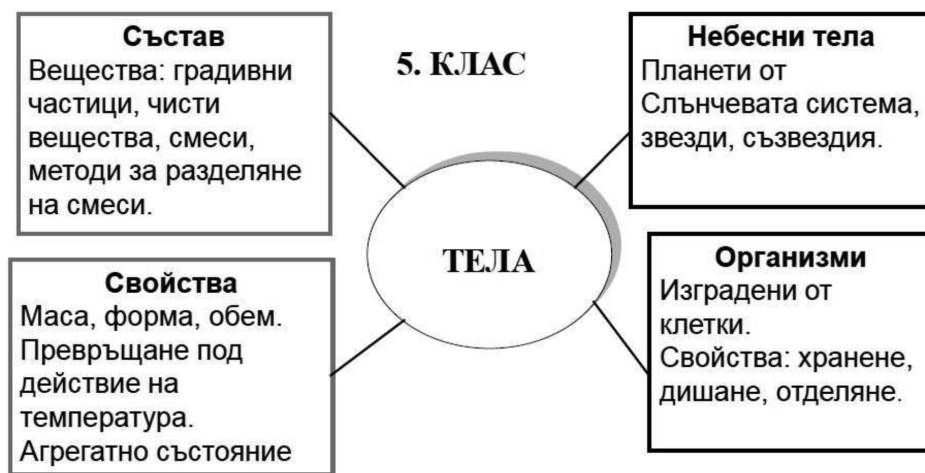 Състав
Вещества: градивни
частици, чисти
вещества, смеси,
методи за разделяне
на смеси.
5. КЛАС
Небесни тела
Планети от
Слънчевата система,
звезди, съзвездия.
ТЕЛА
Свойства
Маса, форма, обем.
Превръщане под
действие на
температура.
Агрегатно състояние
Организми
Изградени от
клетки.
Свойства: хранене,
дишане, отделяне.